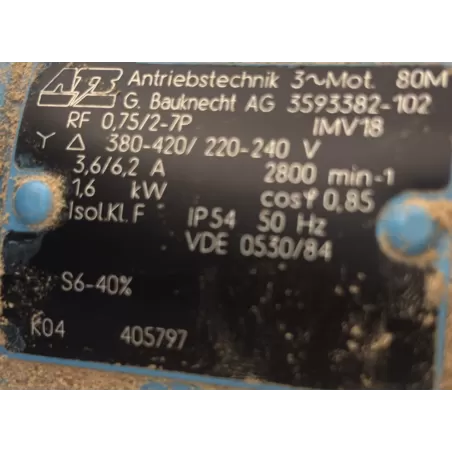 ATB Antriebstechnik 3~Mot. 80M
G. Bauknecht AG 3593382-102
RF 0,75/2-7P IMV18
Y Δ 380-420/ 220-240 V
3,6/6,2 A 2800 min-1
1,6 kW cosφ 0,85
Isol.Kl. F IP54 50 Hz
VDE 0530/84
S6-40%
K04 405797